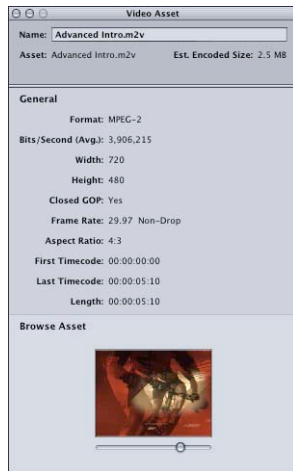 Video Asset
Name: Advanced Intro.m2v
Asset: Advanced Intro.m2v Est. Encoded Size: 2.5 MB
General
Format: MPEG-2
Bits/Second (Avg.): 3,906,215
Width: 720
Height: 480
Closed GOP: Yes
Frame Rate: 29.97 Non-Drop
Aspect Ratio: 4:3
First Timecode: 00:00:00:00
Last Timecode: 00:00:05:10
Length: 00:00:05:10
Browse Asset